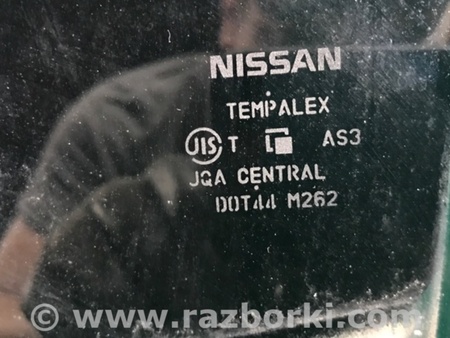 NISSAN
TEMPALEX
JIS T AS3
JQA CENTRAL
DOT44 M262
© www.razborki.com